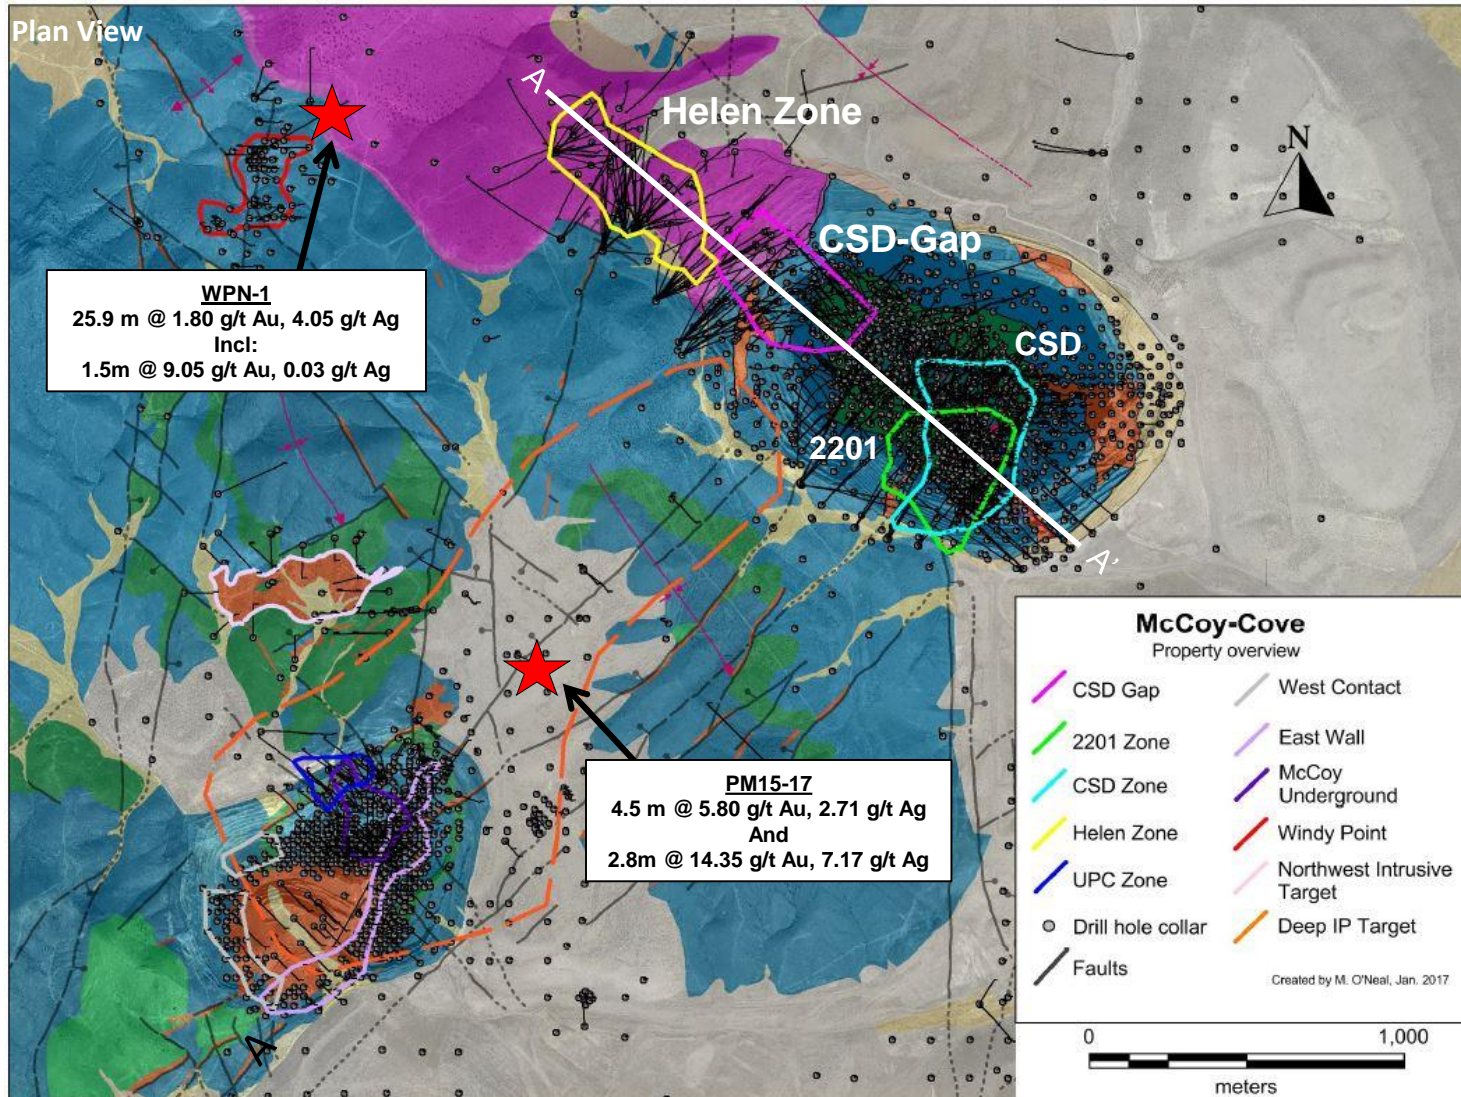 Plan View
A
Helen Zone
N
CSD-Gap
WPN-1
25.9 m @ 1.80 g/t Au, 4.05 g/t Ag
Incl:
1.5m @ 9.05 g/t Au, 0.03 g/t Ag
CSD
2201
A'
PM15-17
4.5 m @ 5.80 g/t Au, 2.71 g/t Ag
And
2.8m @ 14.35 g/t Au, 7.17 g/t Ag
A
McCoy-Cove
Property overview
CSD Gap
2201 Zone
CSD Zone
Helen Zone
UPC Zone
Drill hole collar
Faults
West Contact
East Wall
McCoy
Underground
Windy Point
Northwest Intrusive
Target
Deep IP Target
Created by M. O'Neal, Jan. 2017
0 1,000
meters